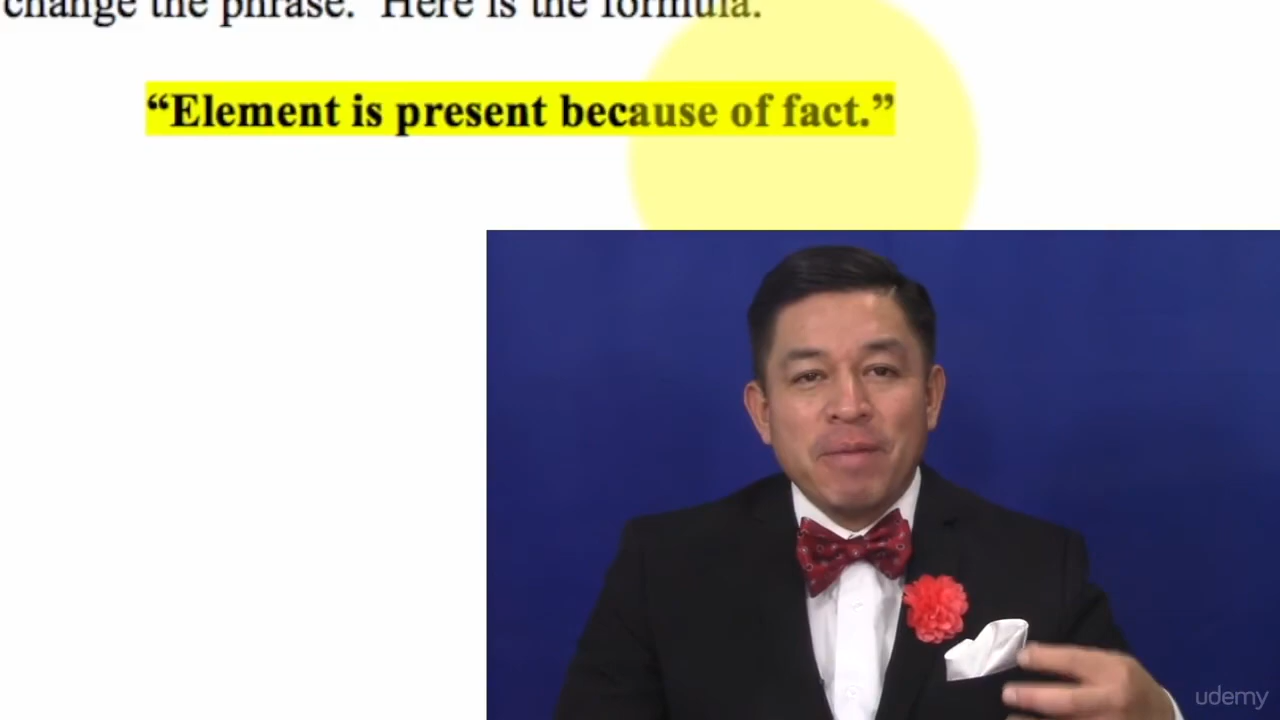 change the phrase.  Here is the formula.
“Element is present because of fact.”
udemy